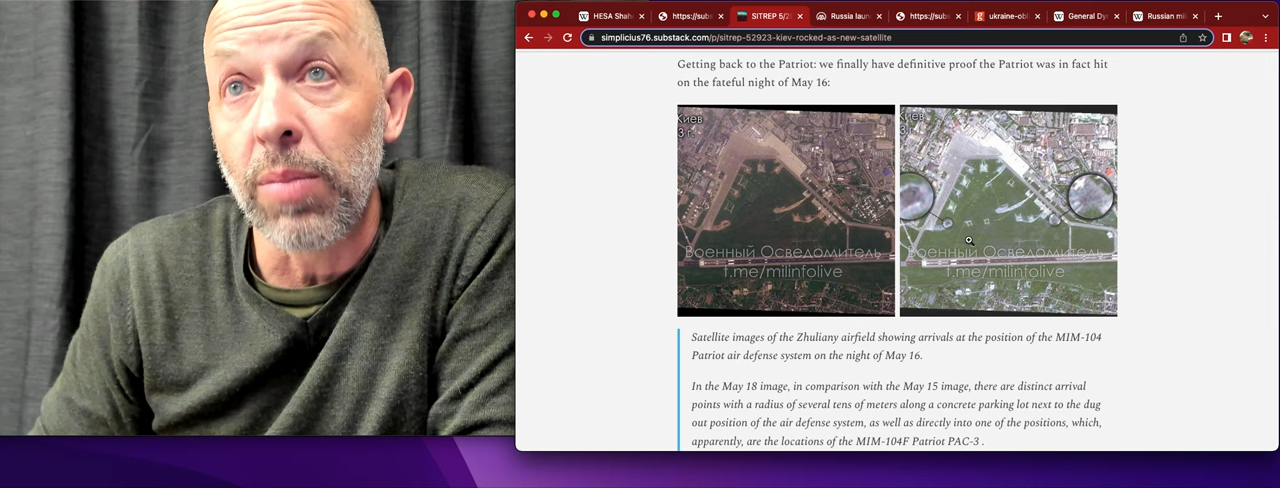 HESA Shah
https://subs
SITREP 5/2
Russia laun
https://subs
ukraine-obl
General Dy
Russian mi
simplicius76.substack.com/p/sitrep-52923-kiev-rocked-as-new-satellite
Getting back to the Patriot: we finally have definitive proof the Patriot was in fact hit
on the fateful night of May 16:
Киев
3 г.
Военный Осведомитель
t.me/milinfolive
Киев
3 г.
Военный Осведомитель
t.me/milinfolive
Satellite images of the Zhuliany airfield showing arrivals at the position of the MIM-104
Patriot air defense system on the night of May 16.
In the May 18 image, in comparison with the May 15 image, there are distinct arrival
points with a radius of several tens of meters along a concrete parking lot next to the dug
out position of the air defense system, as well as directly into one of the positions, which,
apparently, are the locations of the MIM-104F Patriot PAC-3 .